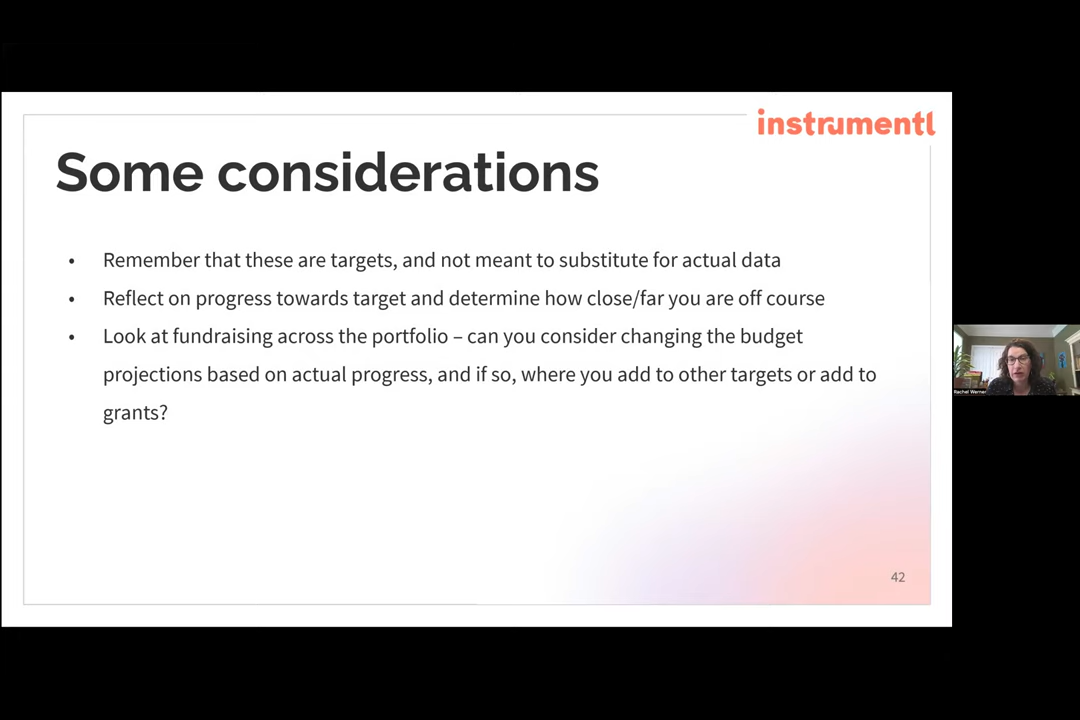 instrumentl
Some considerations
• Remember that these are targets, and not meant to substitute for actual data
• Reflect on progress towards target and determine how close/far you are off course
• Look at fundraising across the portfolio – can you consider changing the budget
projections based on actual progress, and if so, where you add to other targets or add to
grants?
42
Rachel Werner